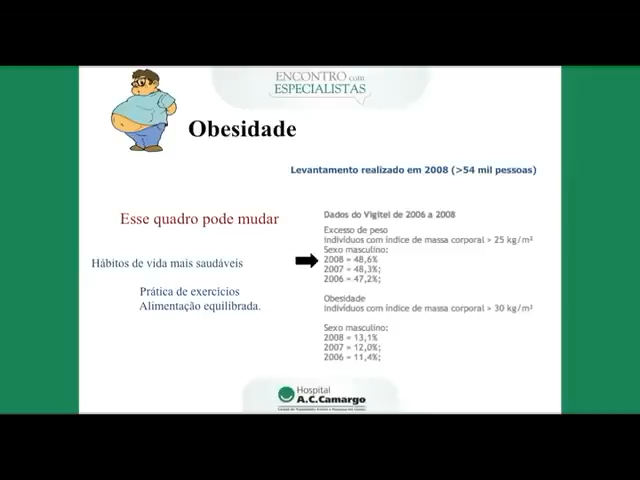 ENCONTRO com
ESPECIALISTAS
Obesidade
Levantamento realizado em 2008 (>54 mil pessoas)
Esse quadro pode mudar
Hábitos de vida mais saudáveis
Prática de exercícios
Alimentação equilibrada.
Dados do Vigitel de 2006 a 2008
Excesso de peso
indivíduos com índice de massa corporal > 25 kg/m²
Sexo masculino:
2008 = 48,6%
2007 = 48,3%;
2006 = 47,2%;
Obesidade
indivíduos com índice de massa corporal > 30 kg/m²
Sexo masculino:
2008 = 13,1%
2007 = 12,0%;
2006 = 11,4%;
Hospital
A.C.Camargo